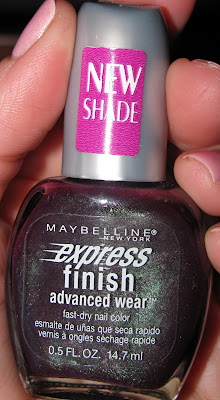 NEW
SHADE
MAYBELLINE®
NEW YORK
express
finish
advanced wear™
fast-dry nail color
esmalte de uñas que seca rapido
vernis à ongles séchage rapide
0.5 FL. OZ. 14.7 ml